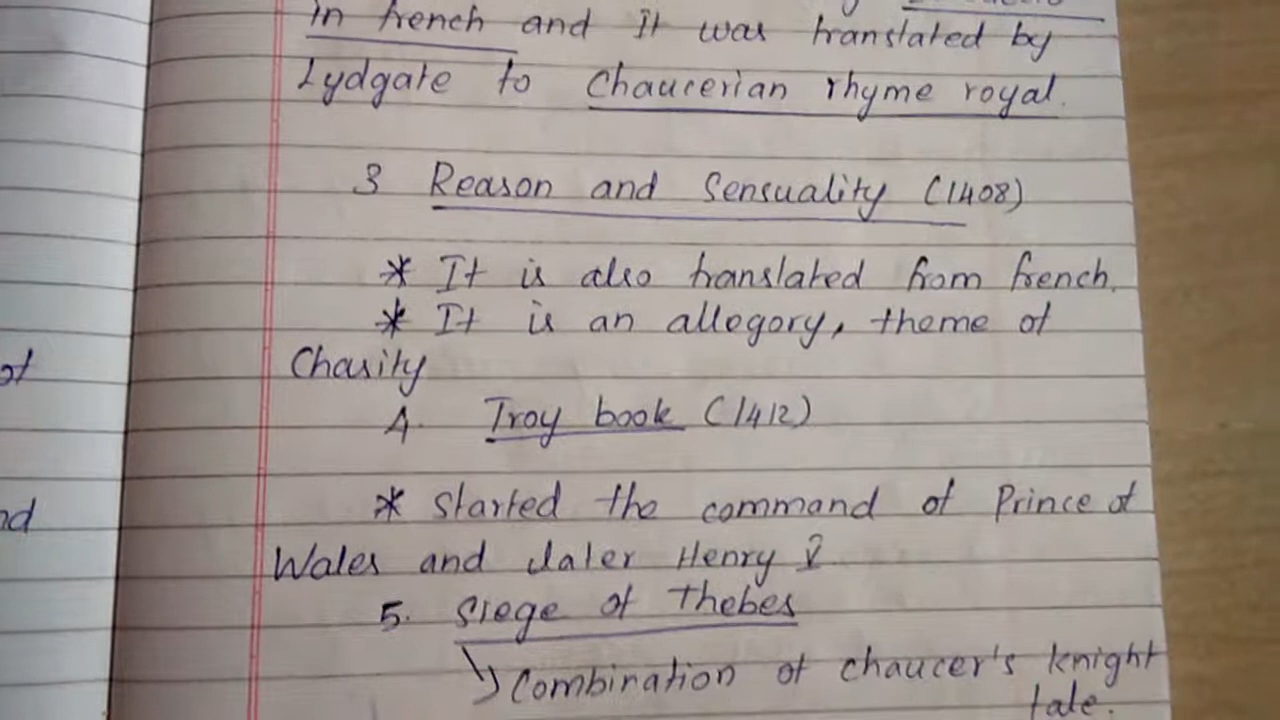 in french and It was translated by
Lydgate to Chaucerian rhyme royal.
3 Reason and Sensuality (1408)
* It is also translated from french.
* It is an allegory, theme of
Chasity
4. Troy book (1412)
* started the command of Prince of
Wales and later Henry V
5. Siege of Thebes
↳ Combination of Chaucer's knight
tale.
of
nd